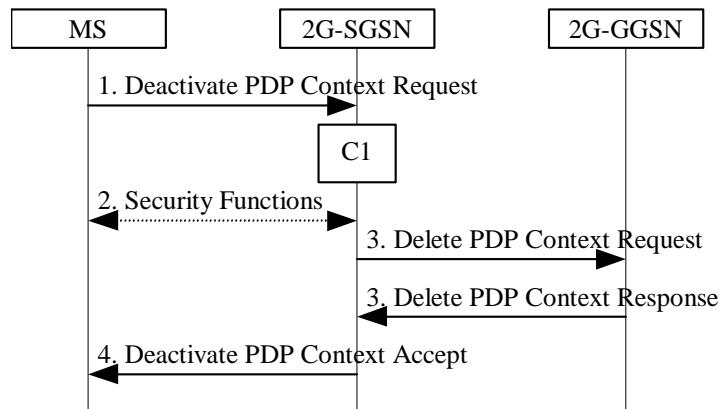 MS
2G-SGSN
2G-GGSN
1. Deactivate PDP Context Request
C1
2. Security Functions
3. Delete PDP Context Request
3. Delete PDP Context Response
4. Deactivate PDP Context Accept